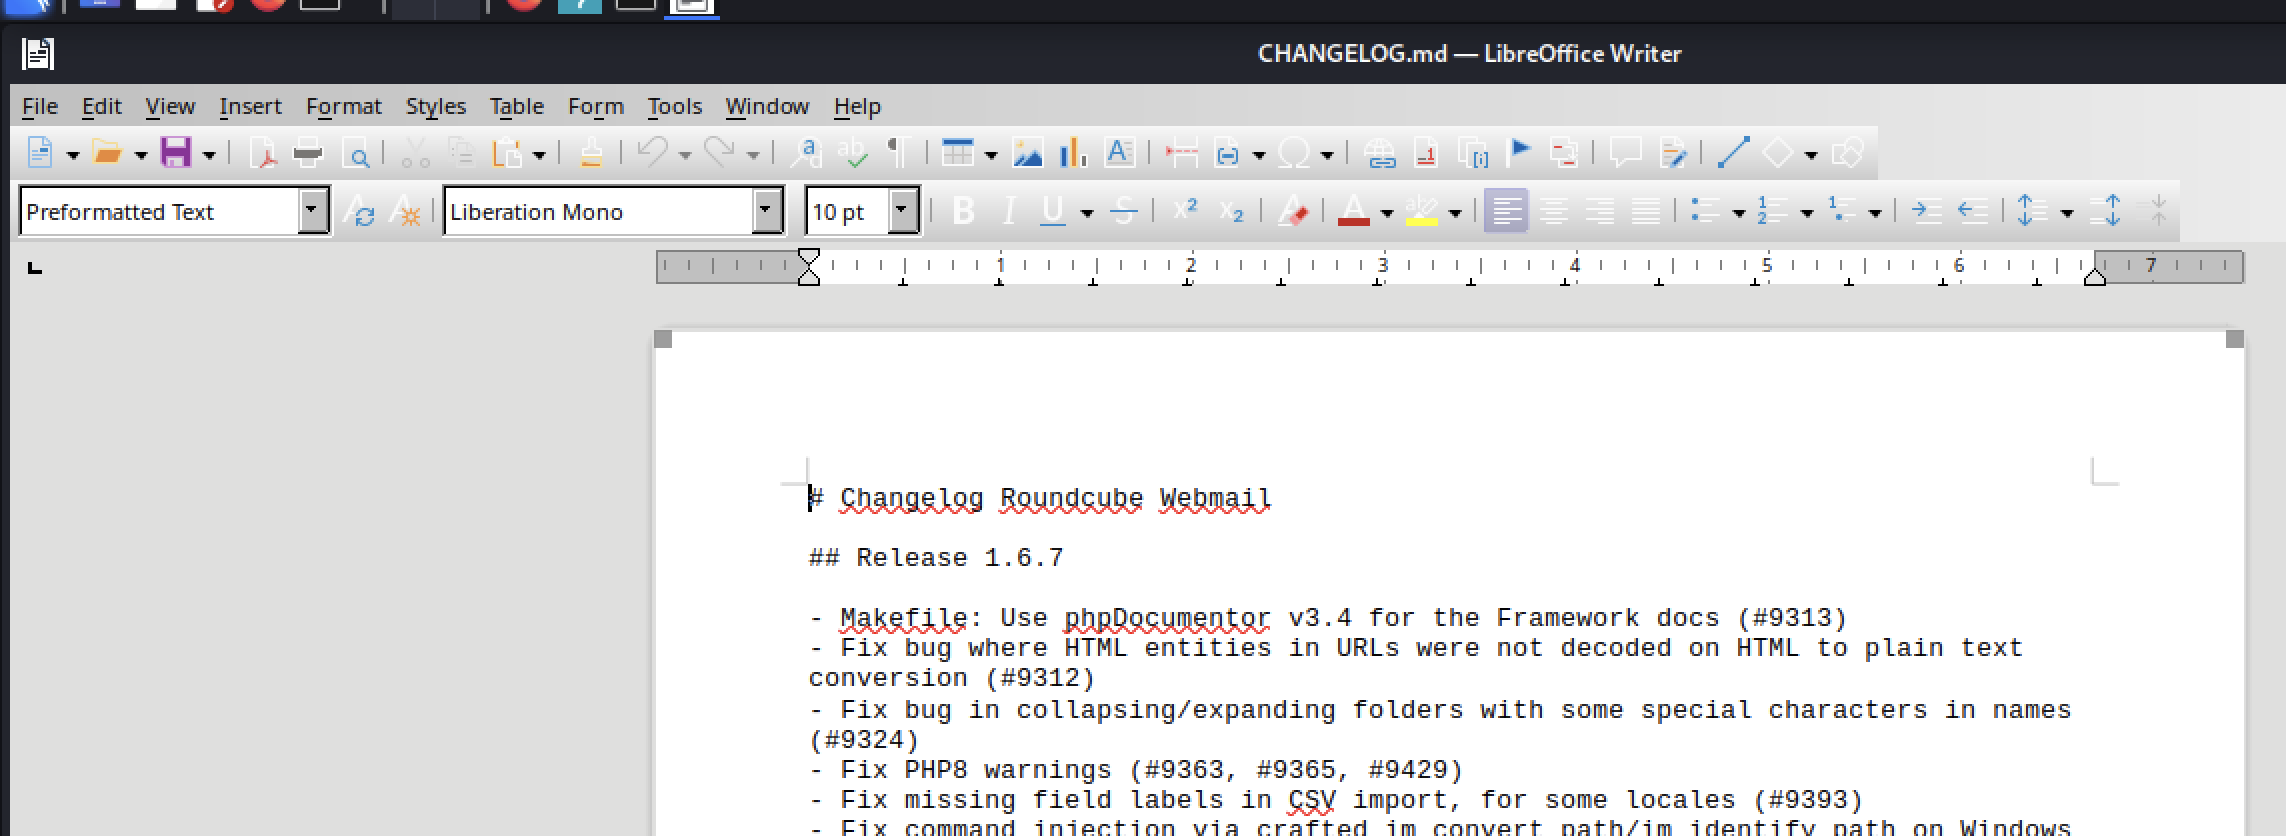 CHANGELOG.md — LibreOffice Writer
File Edit View Insert Format Styles Table Form Tools Window Help
Preformatted Text Liberation Mono 10 pt
1 2 3 4 5 6 7
# Changelog Roundcube Webmail
## Release 1.6.7
- Makefile: Use phpDocumentor v3.4 for the Framework docs (#9313)
- Fix bug where HTML entities in URLs were not decoded on HTML to plain text
conversion (#9312)
- Fix bug in collapsing/expanding folders with some special characters in names
(#9324)
- Fix PHP8 warnings (#9363, #9365, #9429)
- Fix missing field labels in CSV import, for some locales (#9393)
- Fix command injection via crafted im_convert_path/im_identify_path on Windows